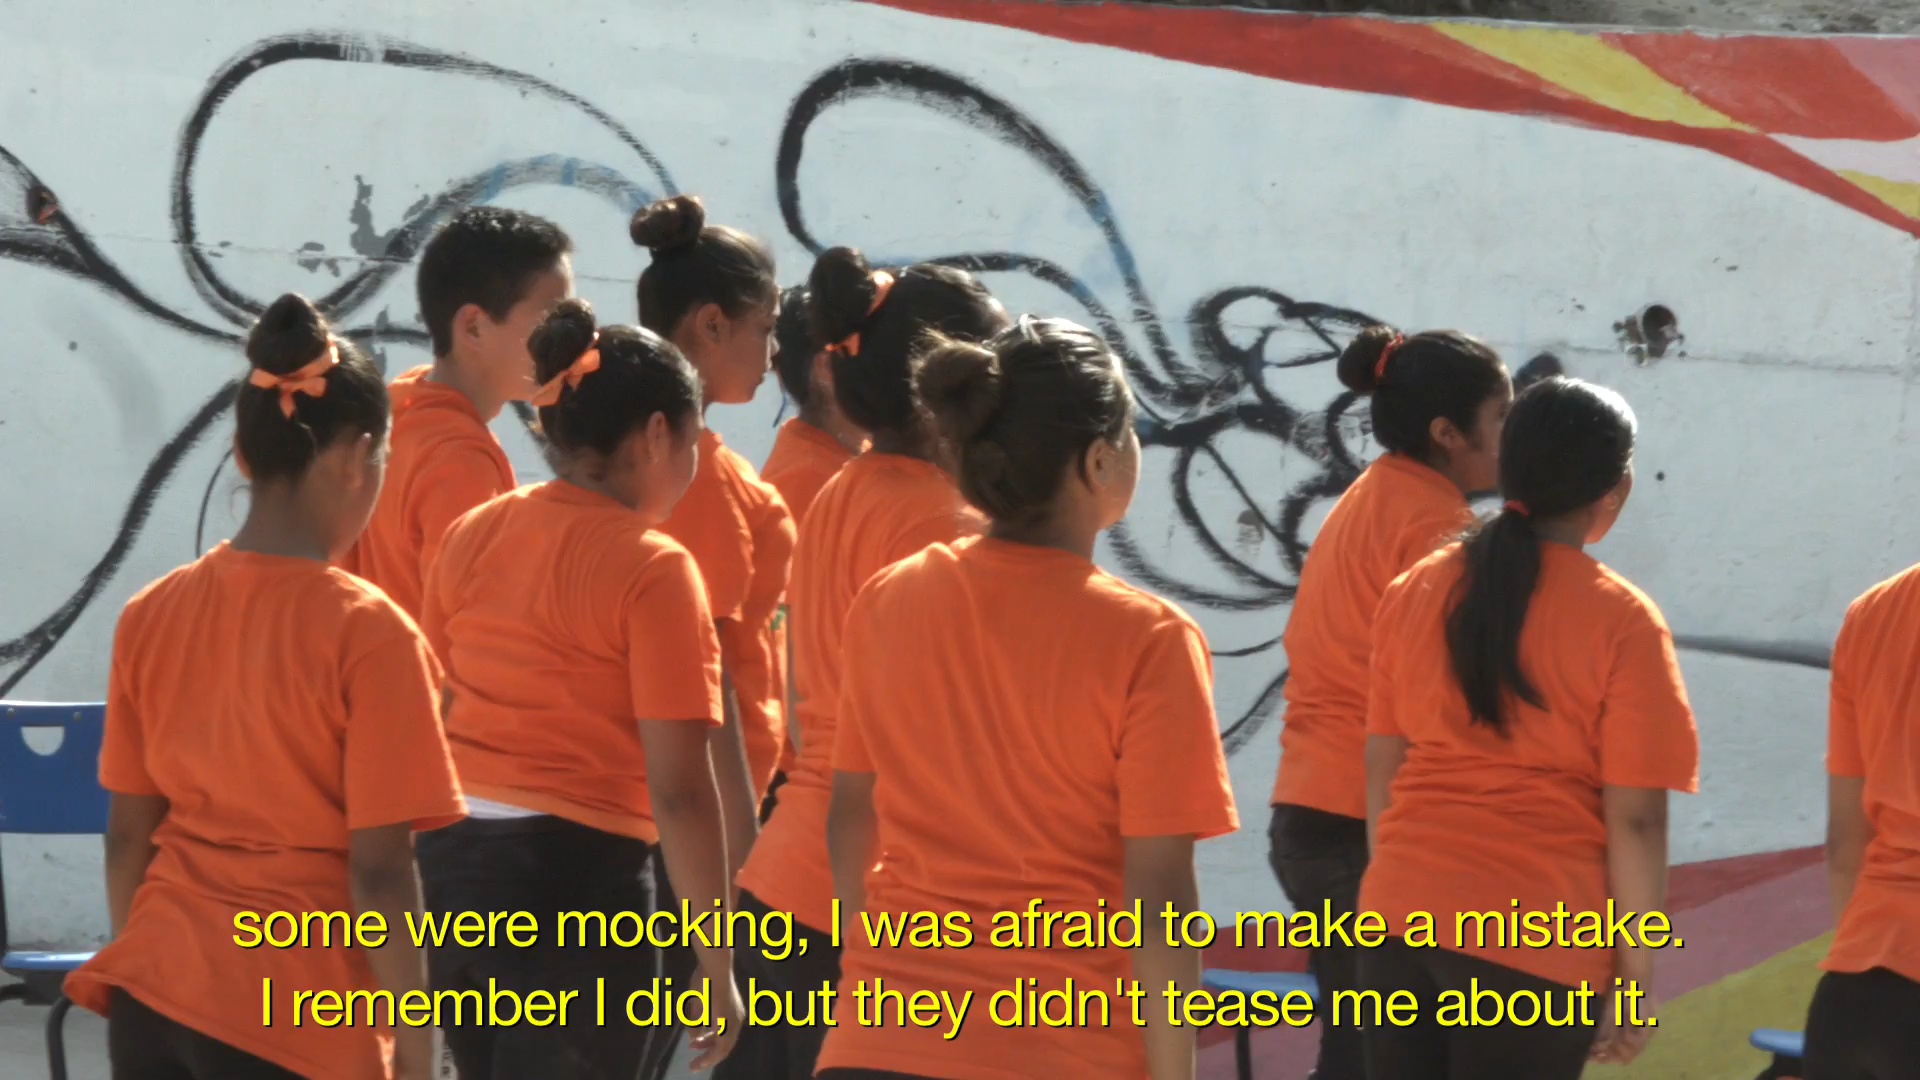 some were mocking, I was afraid to make a mistake.
I remember I did, but they didn't tease me about it.